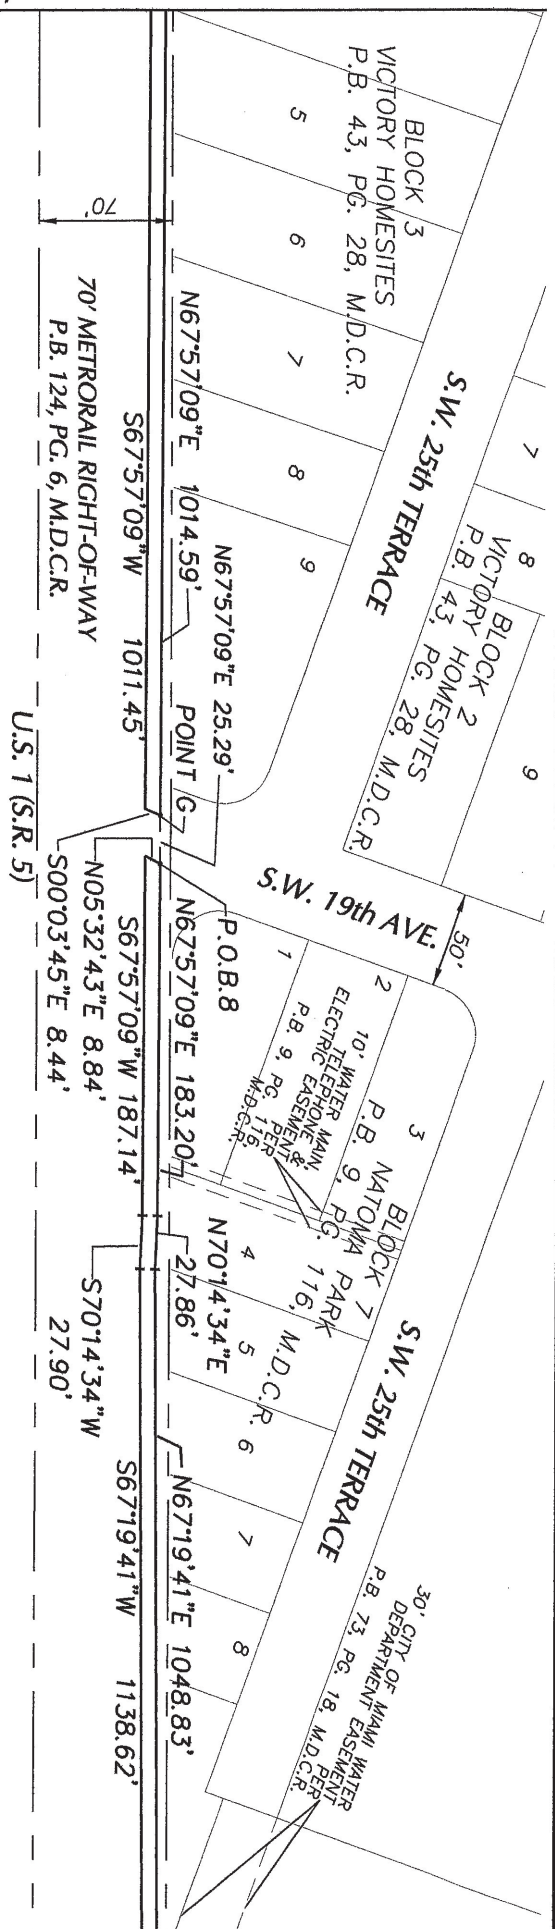 BLOCK 3
VICTORY HOMESITES
P.B. 43, PG. 28, M.D.C.R.
5
6
7
8
9
S.W. 25th TERRACE
7
8
9
BLOCK 2
VICTORY HOMESITES
P.B. 43, PG. 28, M.D.C.R.
70'
70' METRORAIL RIGHT-OF-WAY
P.B. 124, PG. 6, M.D.C.R.
N67°57'09"E 1014.59'
S67°57'09"W 1011.45'
N67°57'09"E 25.29'
POINT G
U.S. 1 (S.R. 5)
S.W. 19th AVE.
50'
P.O.B.8
N67°57'09"E 183.20'
S67°57'09"W 187.14'
N05°32'43"E 8.84'
S00°03'45"E 8.44'
1
2
3
10' WATER MAIN,
TELEPHONE &
ELECTRIC EASEMENT PER
P.B. 9, PG. 116,
M.D.C.R.
BLOCK 7
NATOMA PARK
P.B. 9, PG. 116, M.D.C.R.
4
5
6
7
8
N70°14'34"E
27.86'
S70°14'34"W
27.90'
N67°19'41"E 1048.83'
S67°19'41"W 1138.62'
S.W. 25th TERRACE
30' CITY OF MIAMI WATER
DEPARTMENT EASEMENT PER
P.B. 73, PG. 18, M.D.C.R.